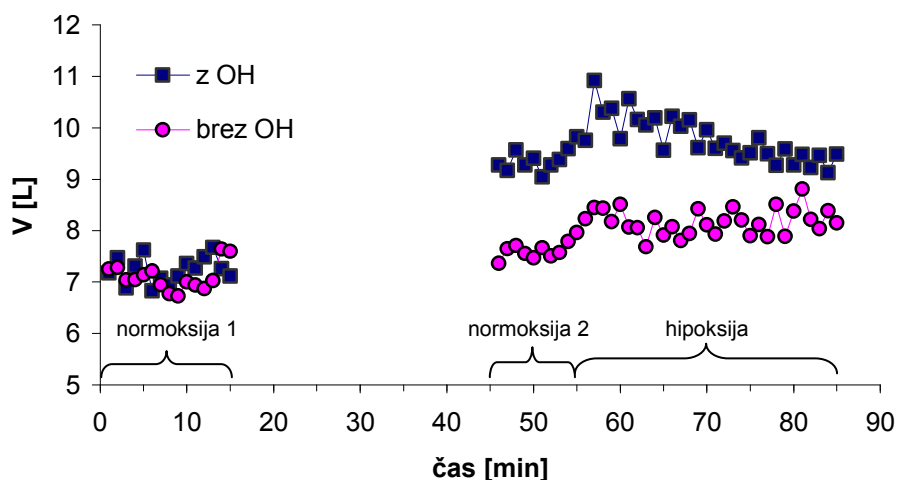 12
11
10
9
8
7
6
5
V [L]
z OH
brez OH
normoksija 1
normoksija 2
hipoksija
0 10 20 30 40 50 60 70 80 90
čas [min]